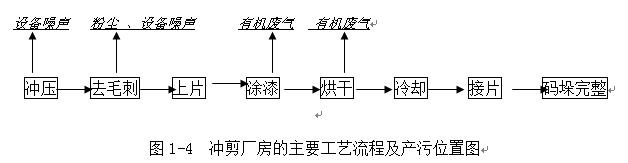 设备噪声 粉尘、设备噪声 有机废气 有机废气
冲压 去毛刺 上片 涂漆 烘干 冷却 接片 码垛完整
图 1-4 冲剪厂房的主要工艺流程及产污位置图